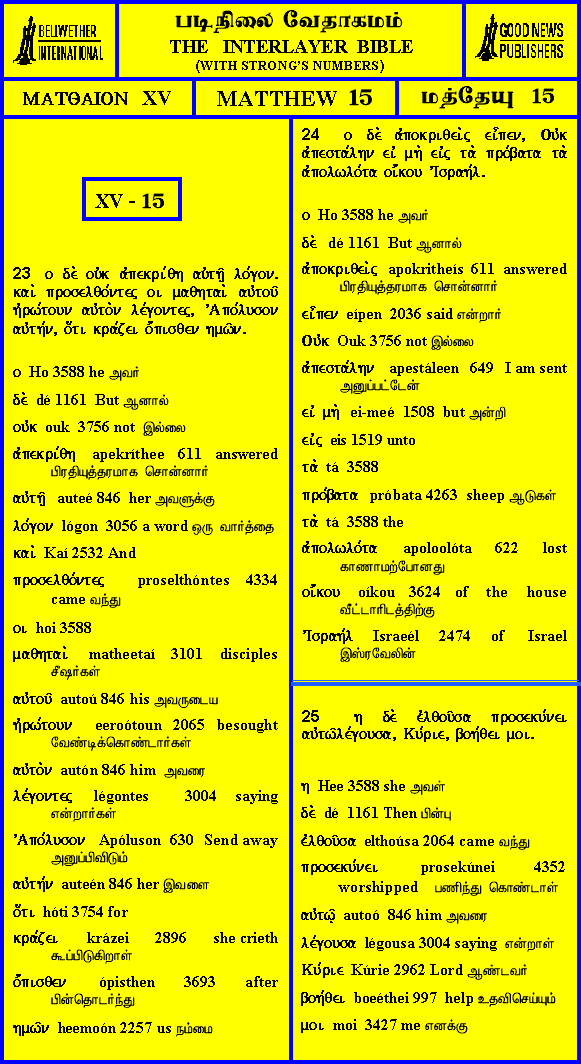 BELIWETHER
INTERNATIONAL
படிநிலை வேதாகமம்
THE INTERLAYER BIBLE
(WITH STRONG'S NUMBERS)
GOOD NEWS
PUBLISHERS
ΜΑΤΘΑΙΟΝ XV
MATTHEW 15
மத்தேயு 15
XV - 15
23 ο δὲ οὐκ ἀπεκρίθη αὐτῇ λόγον.
καὶ προσελθόντες οι μαθηταὶ αὐτοῦ
ἠρώτουν αὐτὸν λέγοντες, Ἀπόλυσον
αὐτήν, ὅτι κράζει ὄπισθεν ημῶν.
ο Ho 3588 he அவர்
δὲ dé 1161 But ஆனால்
οὐκ ouk 3756 not இல்லை
ἀπεκρίθη apekríthee 611 answered
பிரதியுத்தரமாக சொன்னார்
αὐτῇ auteé 846 her அவளுக்கு
λόγον lógon 3056 a word ஒரு வார்த்தை
καὶ Kaí 2532 And
προσελθόντες proselthóntes 4334
came வந்து
οι hoi 3588
μαθηταὶ matheetaí 3101 disciples
சீஷர்கள்
αὐτοῦ autoú 846 his அவருடைய
ἠρώτουν eeroótoun 2065 besought
வேண்டிக்கொண்டார்கள்
αὐτὸν autón 846 him அவரை
λέγοντες légontes 3004 saying
என்றார்கள்
Ἀπόλυσον Apóluson 630 Send away
அனுப்பிவிடும்
αὐτήν auteén 846 her இவளை
ὅτι hóti 3754 for
κράζει krázei 2896 she crieth
கூப்பிடுகிறாள்
ὄπισθεν ópisthen 3693 after
பின்தொடர்ந்து
ημῶν heemoón 2257 us நம்மை
24 ο δὲ ἀποκριθεὶς εἶπεν, Οὐκ
ἀπεστάλην εἰ μὴ εἰς τὰ πρόβατα τὰ
ἀπολωλότα οἴκου Ἰσραήλ.
ο Ho 3588 he அவர்
δὲ dé 1161 But ஆனால்
ἀποκριθεὶς apokritheís 611 answered
பிரதியுத்தரமாக சொன்னார்
εἶπεν eípen 2036 said என்றார்
Οὐκ Ouk 3756 not இல்லை
ἀπεστάλην apestáleen 649 I am sent
அனுப்பட்டேன்
εἰ μὴ ei-meé 1508 but அன்றி
εἰς eis 1519 unto
τὰ tá 3588
πρόβατα próbata 4263 sheep ஆடுகள்
τὰ tá 3588 the
ἀπολωλότα apoloolóta 622 lost
காணாமற்போனது
οἴκου oíkou 3624 of the house
வீட்டாரிடத்திற்கு
Ἰσραήλ Israeél 2474 of Israel
இஸ்ரவேலின்
25 η δὲ ἐλθοῦσα προσεκύνει
αὐτῶλέγουσα, Κύριε, βοήθει μοι.
η Hee 3588 she அவள்
δὲ dé 1161 Then பின்பு
ἐλθοῦσα elthoúsa 2064 came வந்து
προσεκύνει prosekúnei 4352
worshipped பணிந்து கொண்டாள்
αὐτῷ autoó 846 him அவரை
λέγουσα légousa 3004 saying என்றாள்
Κύριε Kúrie 2962 Lord ஆண்டவர்
βοήθει boeéthei 997 help உதவிசெய்யும்
μοι moi 3427 me எனக்கு